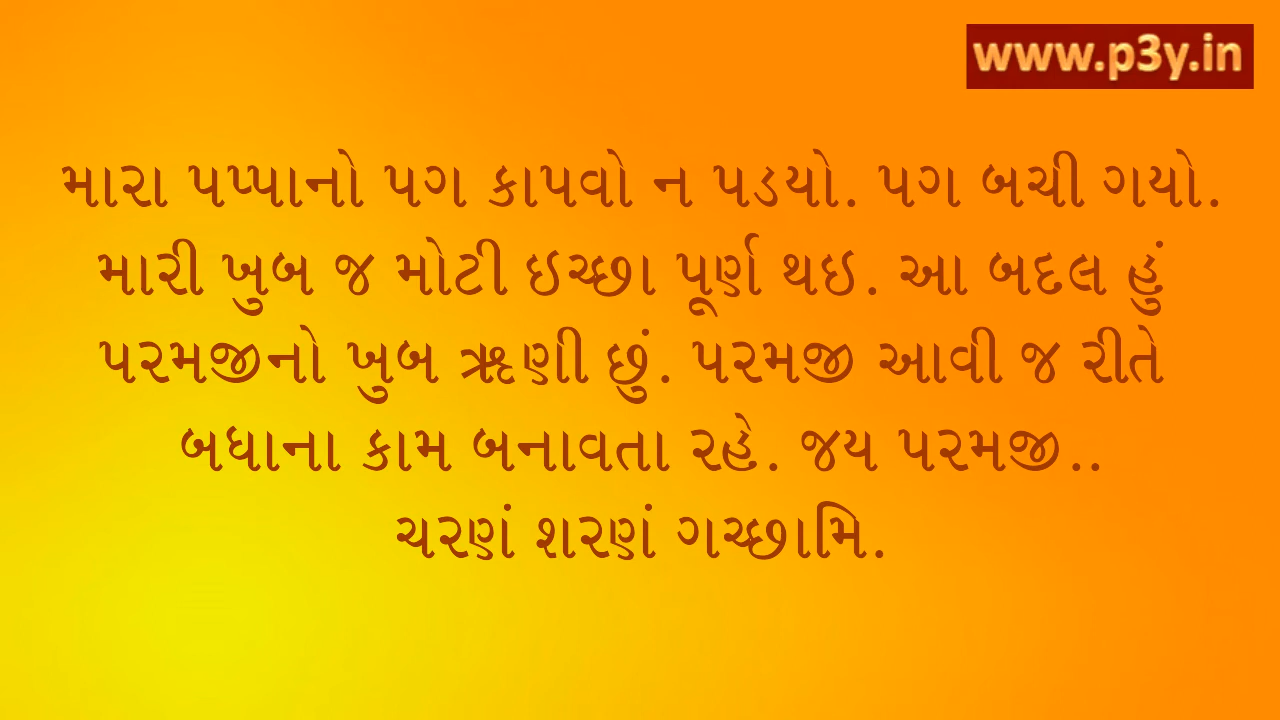 www.p3y.in
મારા પપ્પાનો પગ કાપવો ન પડયો. પગ બચી ગયો.
મારી ખુબ જ મોટી ઇચ્છા પૂર્ણ થઇ. આ બદલ હું
પરમજીનો ખુબ ઋણી છું. પરમજી આવી જ રીતે
બધાના કામ બનાવતા રહે. જય પરમજી..
ચરણં શરણં ગચ્છામિ.